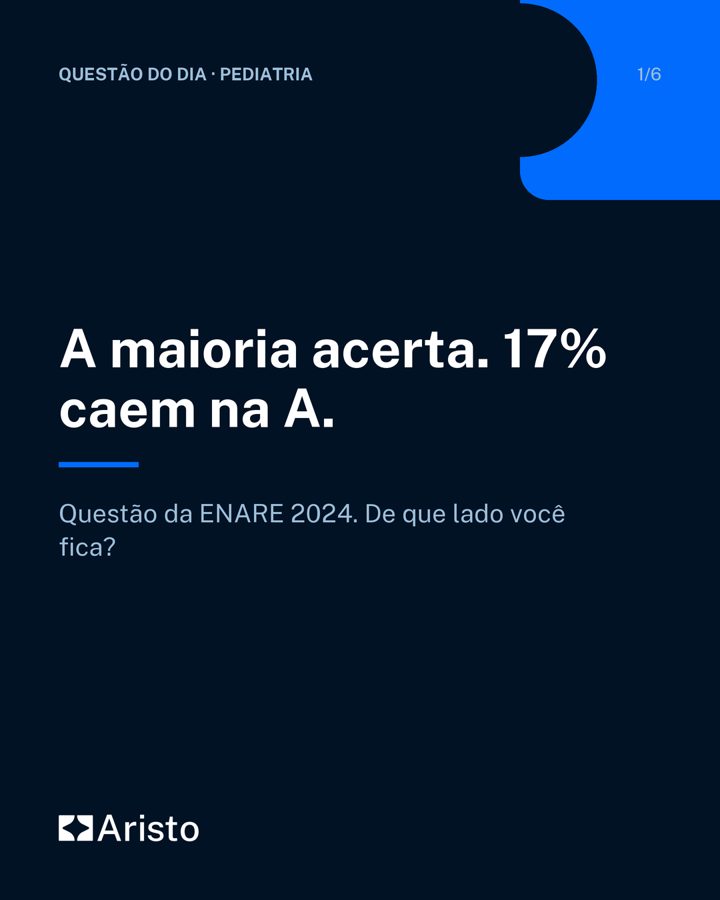 QUESTÃO DO DIA · PEDIATRIA
1/6
A maioria acerta. 17%
caem na A.
Questão da ENARE 2024. De que lado você
fica?
Aristo